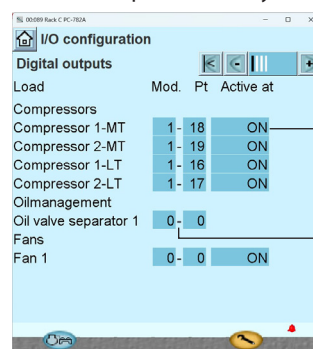 00:089 Rack C PC-782A
I/O configuration
Digital outputs
Load Mod. Pt Active at
Compressors
Compressor 1-MT 1 - 18 ON
Compressor 2-MT 1 - 19 ON
Compressor 1-LT 1 - 16 ON
Compressor 2-LT 1 - 17 ON
Oilmanagement
Oil valve separator 1 0 - 0
Fans
Fan 1 0 - 0 ON